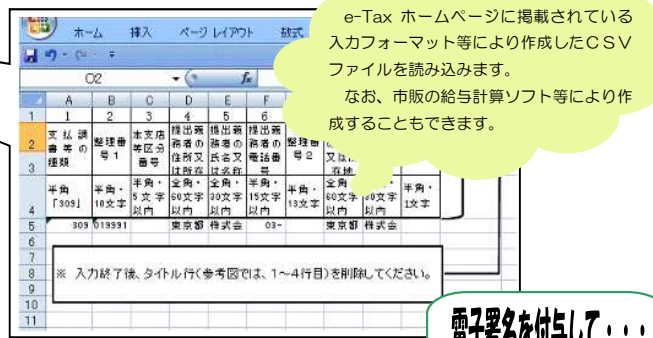 ホーム 挿入 ページ レイアウト 数式
e-Tax ホームページに掲載されている
入力フォーマット等により作成したCSV
ファイルを読み込みます。
なお、市販の給与計算ソフト等により作
成することもできます。
O2 fx
A B C D E F
1 1 2 3 4 5 6
2 支払調書等の種類 整理番号1 本支店等区分番号 提出義務者の住所又は所在 提出義務者の氏名又は名称 提出義務者の電話番号 整理番号2
3
4 半角「309」 半角・10文字 半角・5文字以内 全角・60文字以内 全角・30文字以内 半角・15文字以内 半角・13文字 全角・60文字以内 30文字以内 半角・1文字
5 309 019991 東京都 株式会 03- 東京都 株式会
6
7
8 ※ 入力終了後、タイトル行(参考図では、1~4行目)を削除してください。
9
10
11
電子署名を付与して・・・